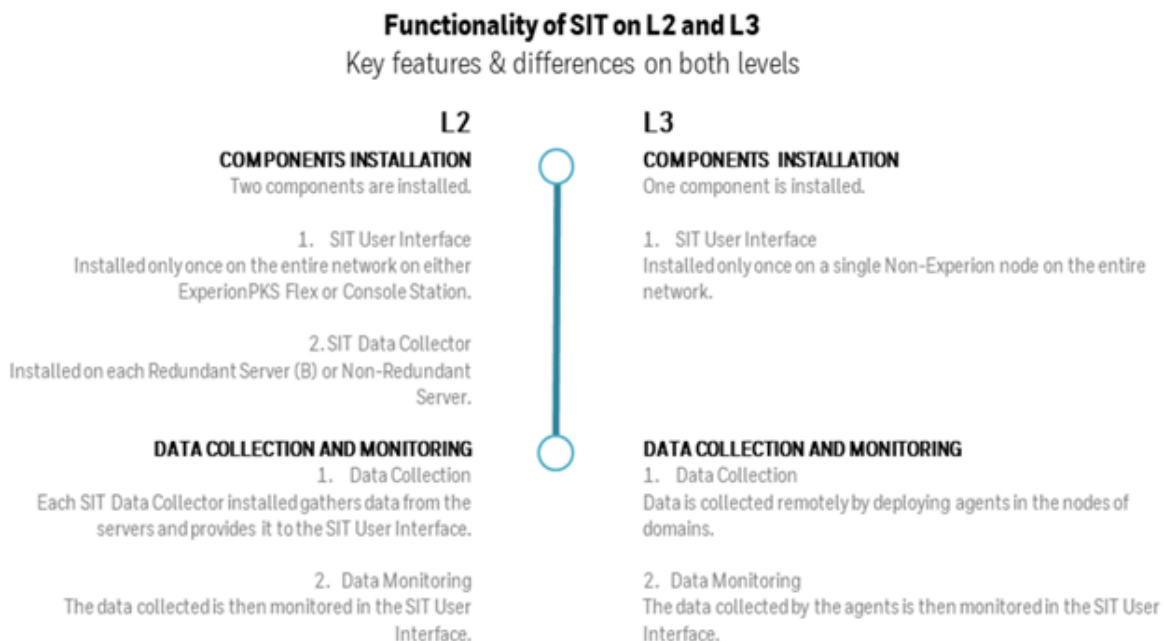 Functionality of SIT on L2 and L3
Key features & differences on both levels
L2
COMPONENTS INSTALLATION
Two components are installed.
1. SIT User Interface
Installed only once on the entire network on either
ExperionPKS Flex or Console Station.
2. SIT Data Collector
Installed on each Redundant Server (B) or Non-Redundant
Server.
DATA COLLECTION AND MONITORING
1. Data Collection
Each SIT Data Collector installed gathers data from the
servers and provides it to the SIT User Interface.
2. Data Monitoring
The data collected is then monitored in the SIT User
Interface.
L3
COMPONENTS INSTALLATION
One component is installed.
1. SIT User Interface
Installed only once on a single Non-Experion node on the entire
network.
DATA COLLECTION AND MONITORING
1. Data Collection
Data is collected remotely by deploying agents in the nodes of
domains.
2. Data Monitoring
The data collected by the agents is then monitored in the SIT User
Interface.